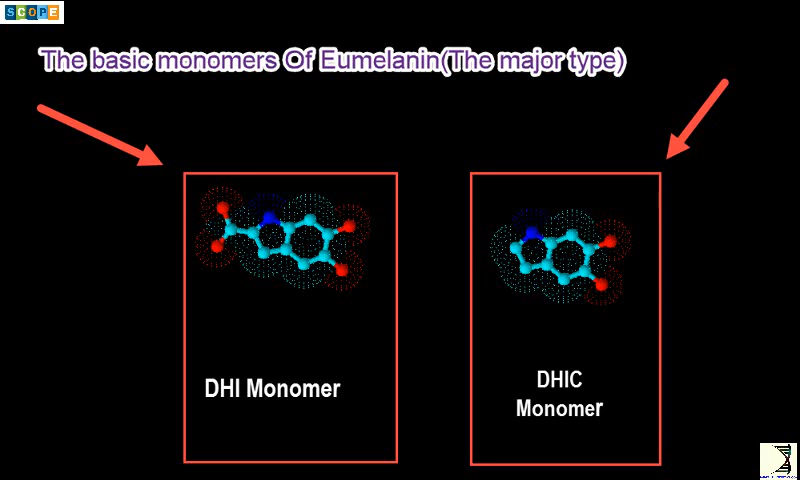 SCOPE
The basic monomers Of Eumelanin(The major type)
DHI Monomer
DHIC
Monomer